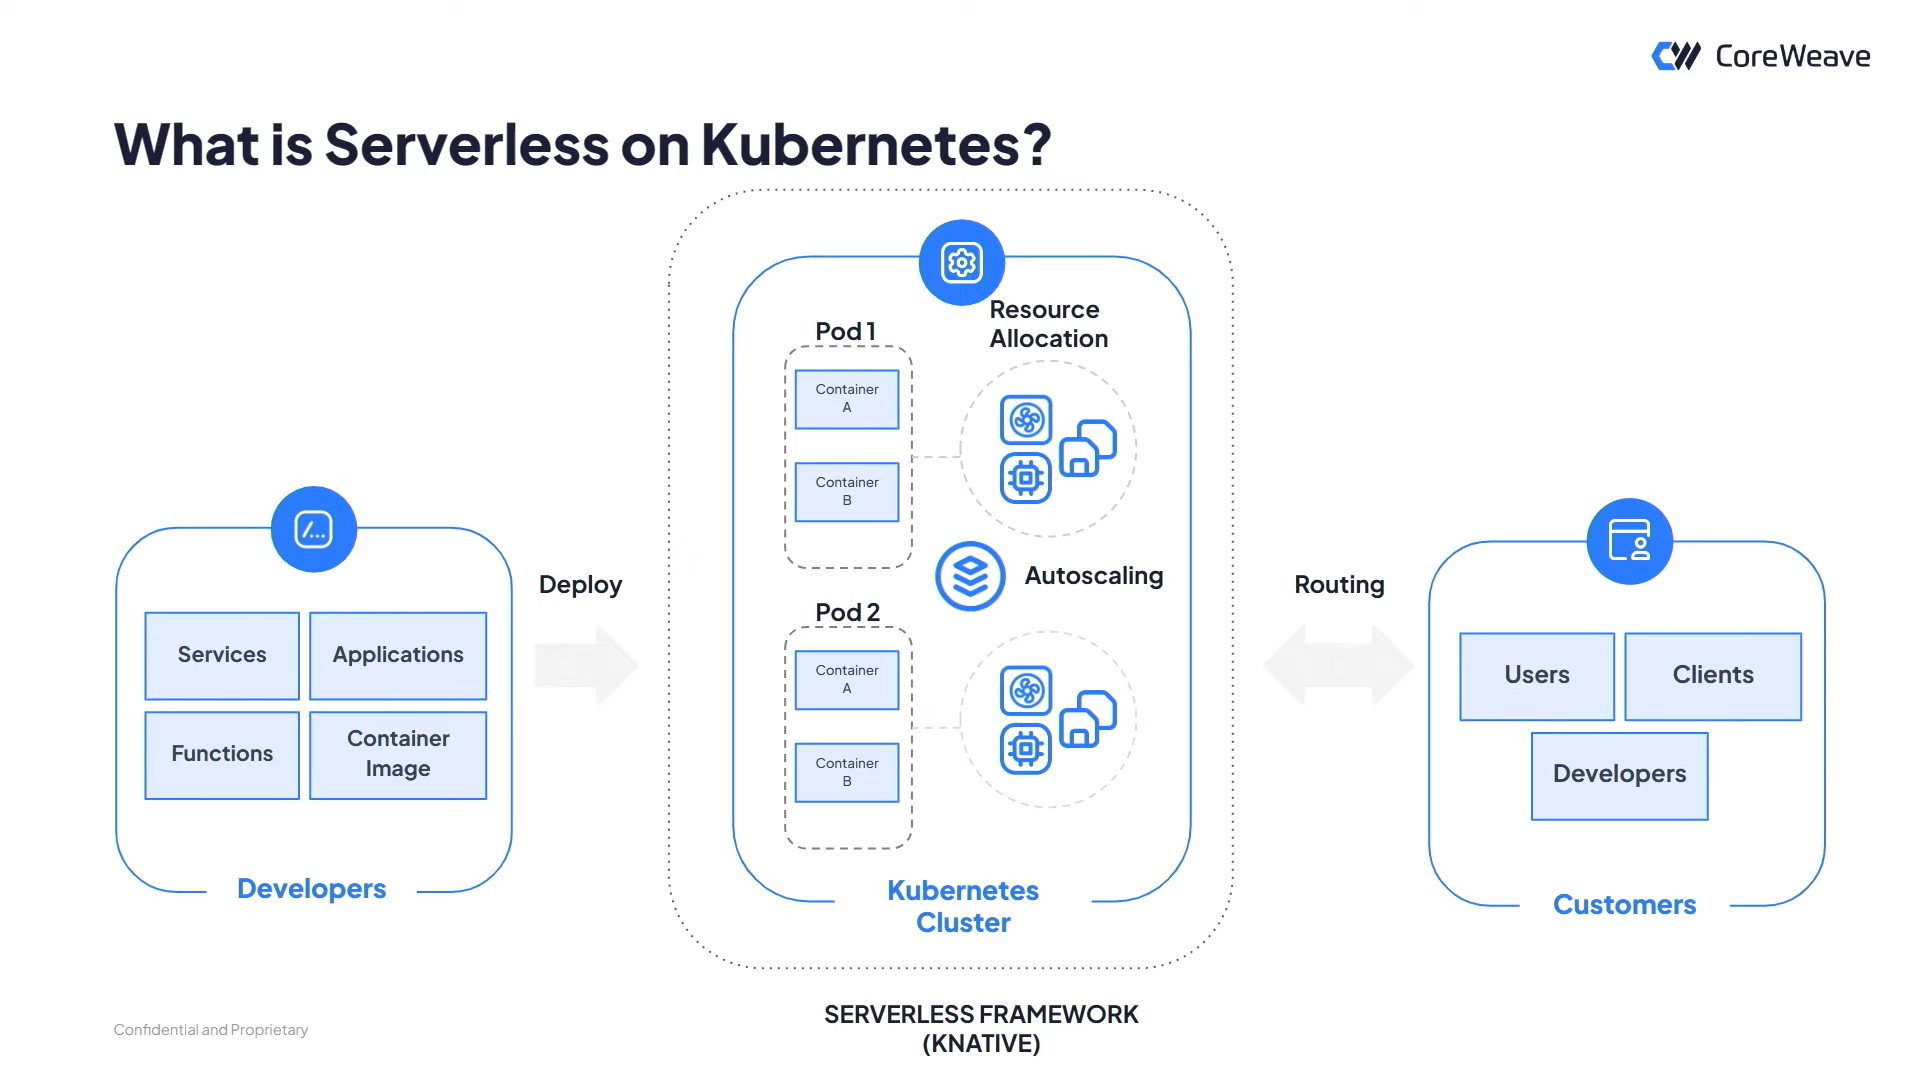 CoreWeave
What is Serverless on Kubernetes?
Services
Applications
Functions
Container
Image
Developers
Deploy
Pod 1
Container
A
Container
B
Resource
Allocation
Autoscaling
Pod 2
Container
A
Container
B
Kubernetes
Cluster
Routing
Users
Clients
Developers
Customers
SERVERLESS FRAMEWORK
(KNATIVE)
Confidential and Proprietary